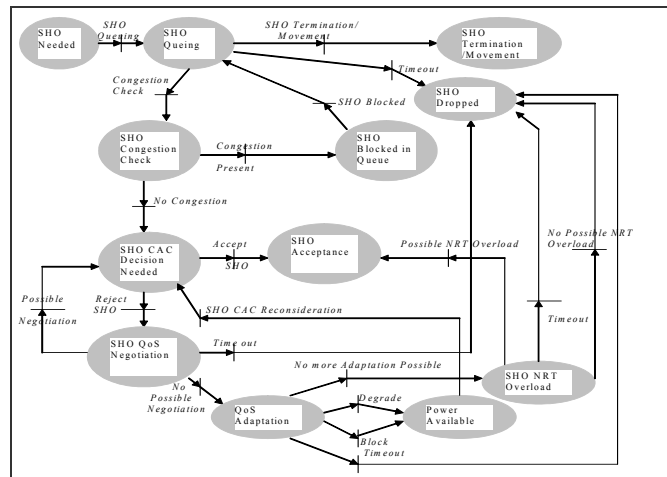 SHO
Needed
SHO
Queing
SHO
Queing
SHO Termination/
Movement
SHO
Termination
/Movement
Timeout
SHO
Dropped
Congestion
Check
SHO Blocked
SHO
Congestion
Check
Congestion
Present
SHO
Blocked in
Queue
No Congestion
SHO CAC
Decision
Needed
Accept
SHO
SHO
Acceptance
Possible NRT Overload
No Possible NRT
Overload
Possible
Negotiation
Reject
SHO
SHO CAC Reconsideration
Timeout
SHO QoS
Negotiation
Time out
No more Adaptation Possible
SHO NRT
Overload
No
Possible
Negotiation
QoS
Adaptation
Degrade
Power
Available
Block
Timeout